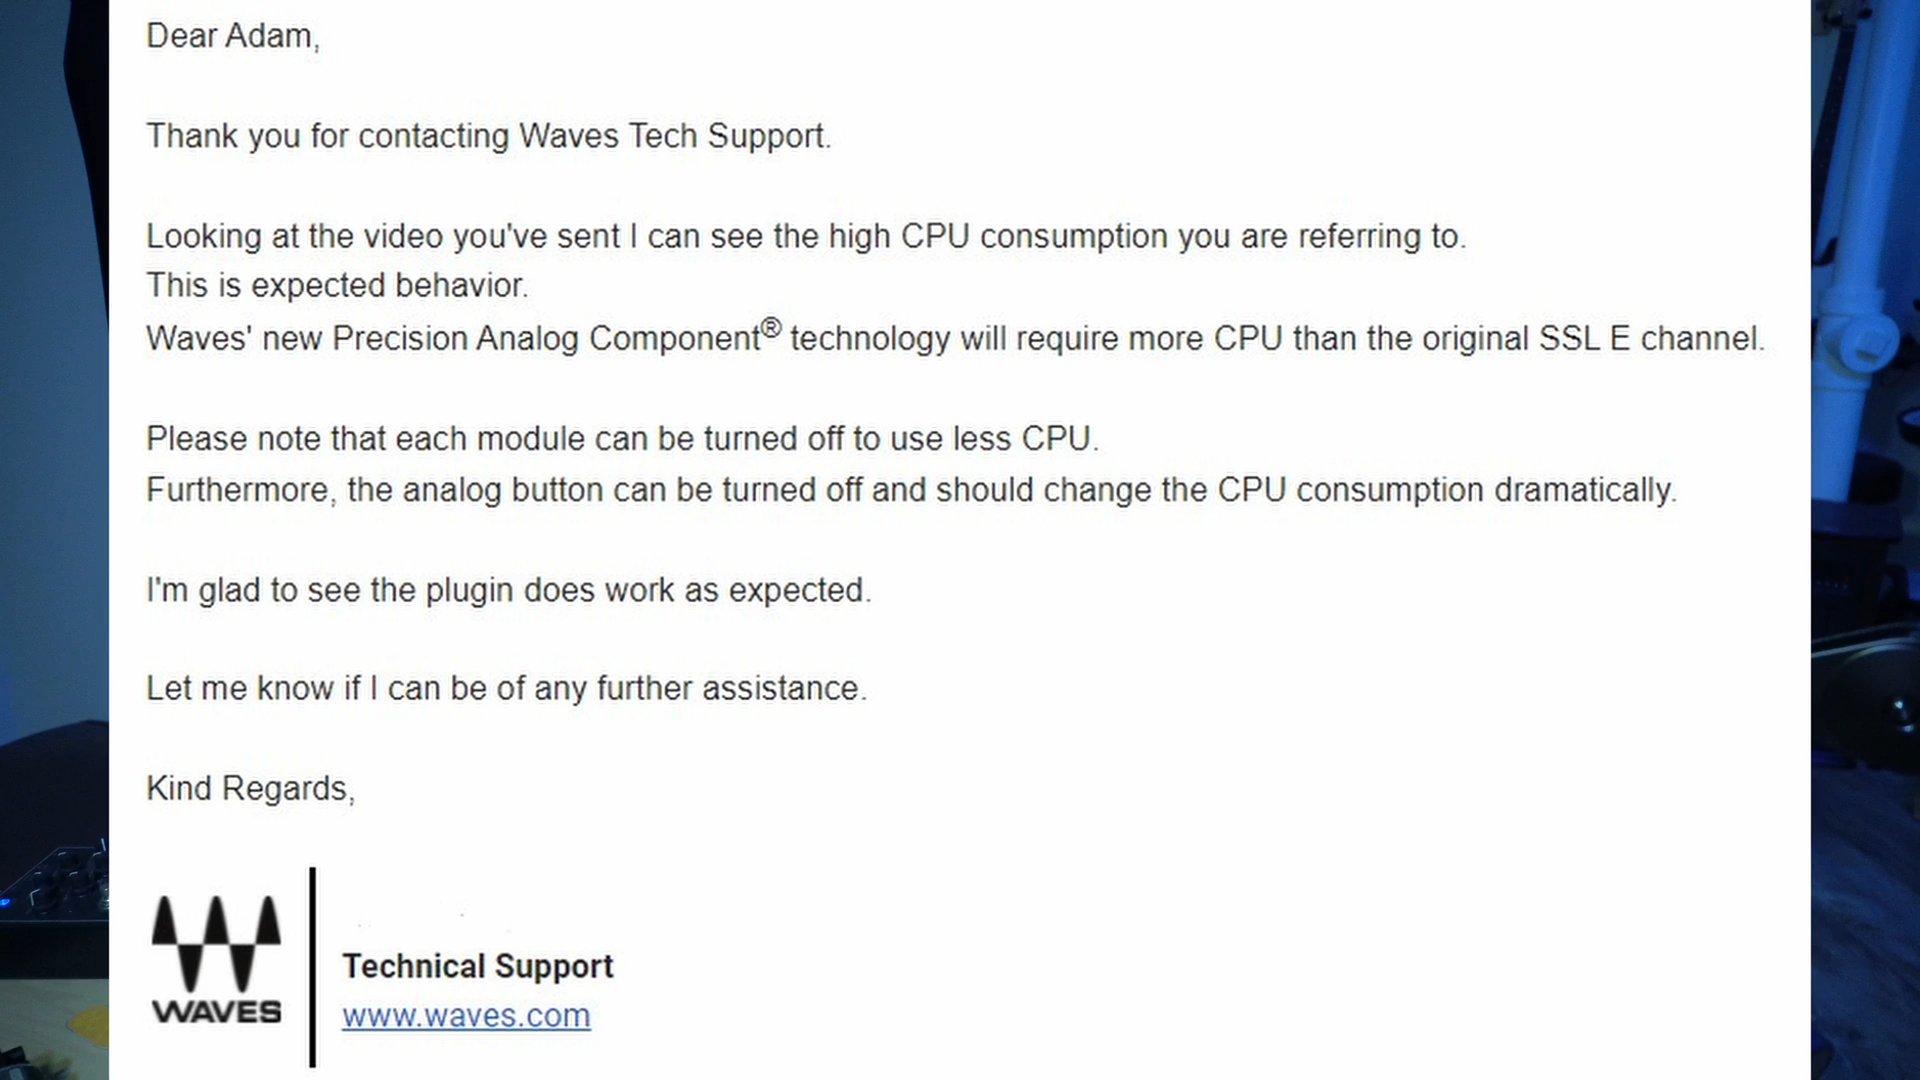 Dear Adam,
Thank you for contacting Waves Tech Support.
Looking at the video you've sent I can see the high CPU consumption you are referring to.
This is expected behavior.
Waves' new Precision Analog Component® technology will require more CPU than the original SSL E channel.
Please note that each module can be turned off to use less CPU.
Furthermore, the analog button can be turned off and should change the CPU consumption dramatically.
I'm glad to see the plugin does work as expected.
Let me know if I can be of any further assistance.
Kind Regards,
WAVES
Technical Support
www.waves.com